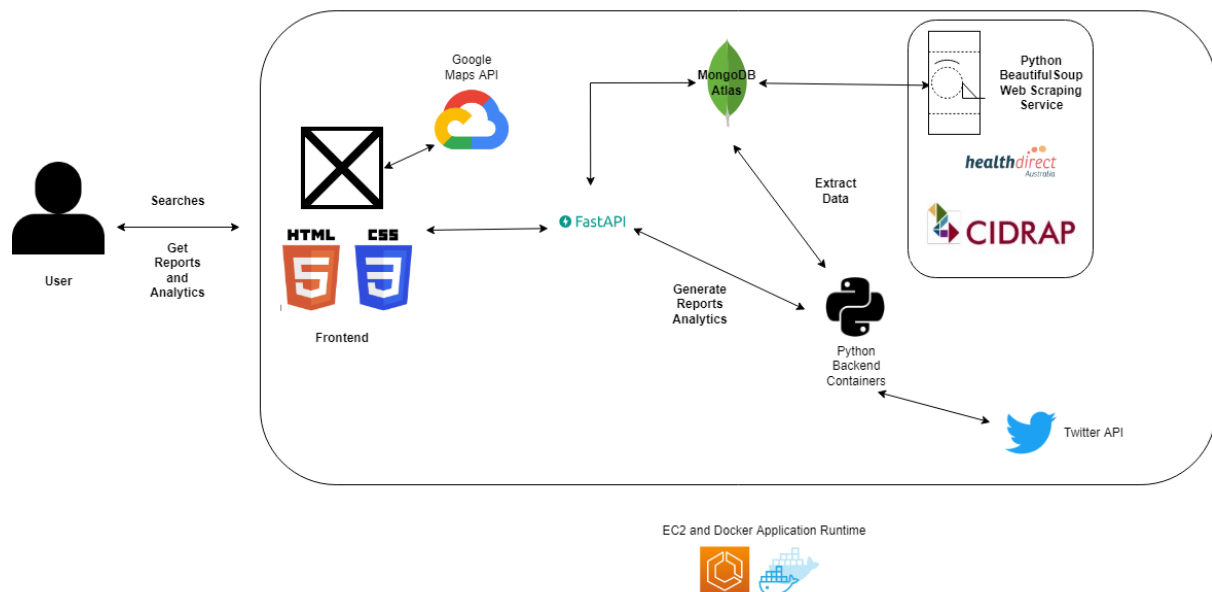 Google
Maps API
MongoDB
Atlas
Python
BeautifulSoup
Web Scraping
Service
healthdirect
Australia
CIDRAP
Searches
Get
Reports
and
Analytics
User
HTML
5
CSS
3
Frontend
FastAPI
Extract
Data
Generate
Reports
Analytics
Python
Backend
Containers
Twitter API
EC2 and Docker Application Runtime